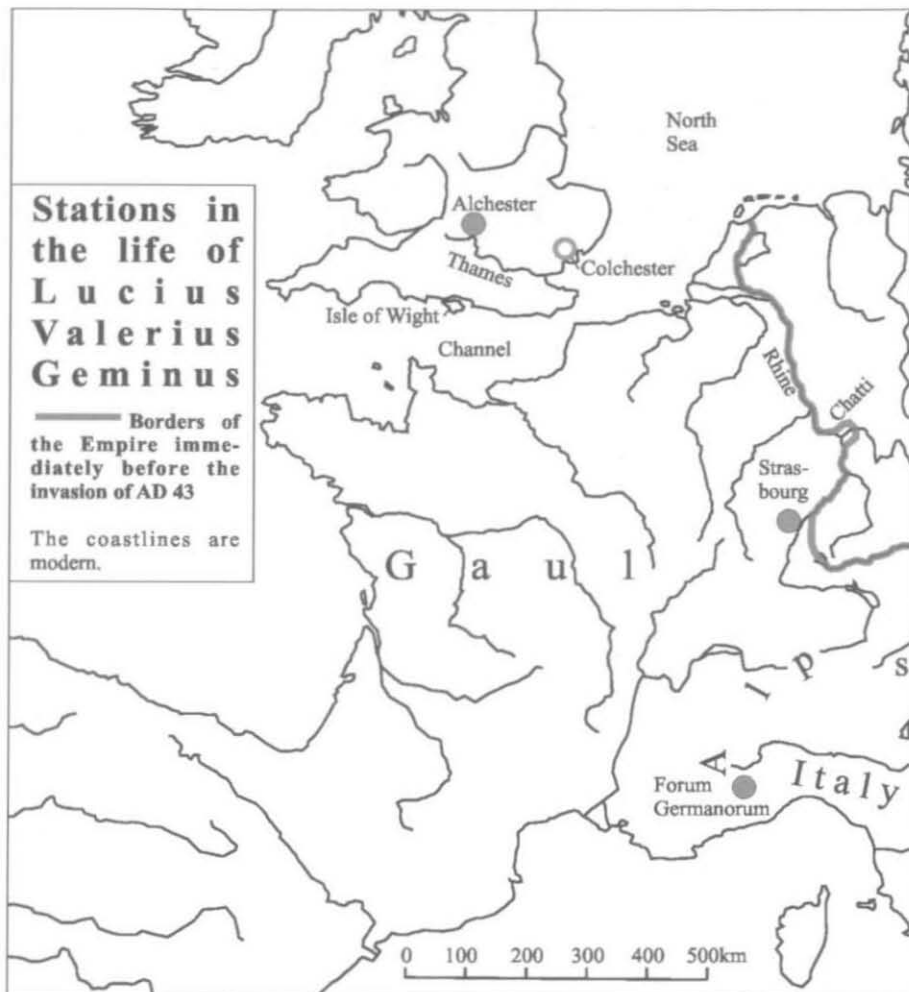 Stations in
the life of
Lucius
Valerius
Geminus
Borders of
the Empire imme-
diately before the
invasion of AD 43
The coastlines are
modern.
North
Sea
Alchester
Colchester
Thames
Isle of Wight
Channel
Rhine
Chatti
Stras-
bourg
Gaul
Alps
Italy
Forum
Germanorum
0 100 200 300 400 500km